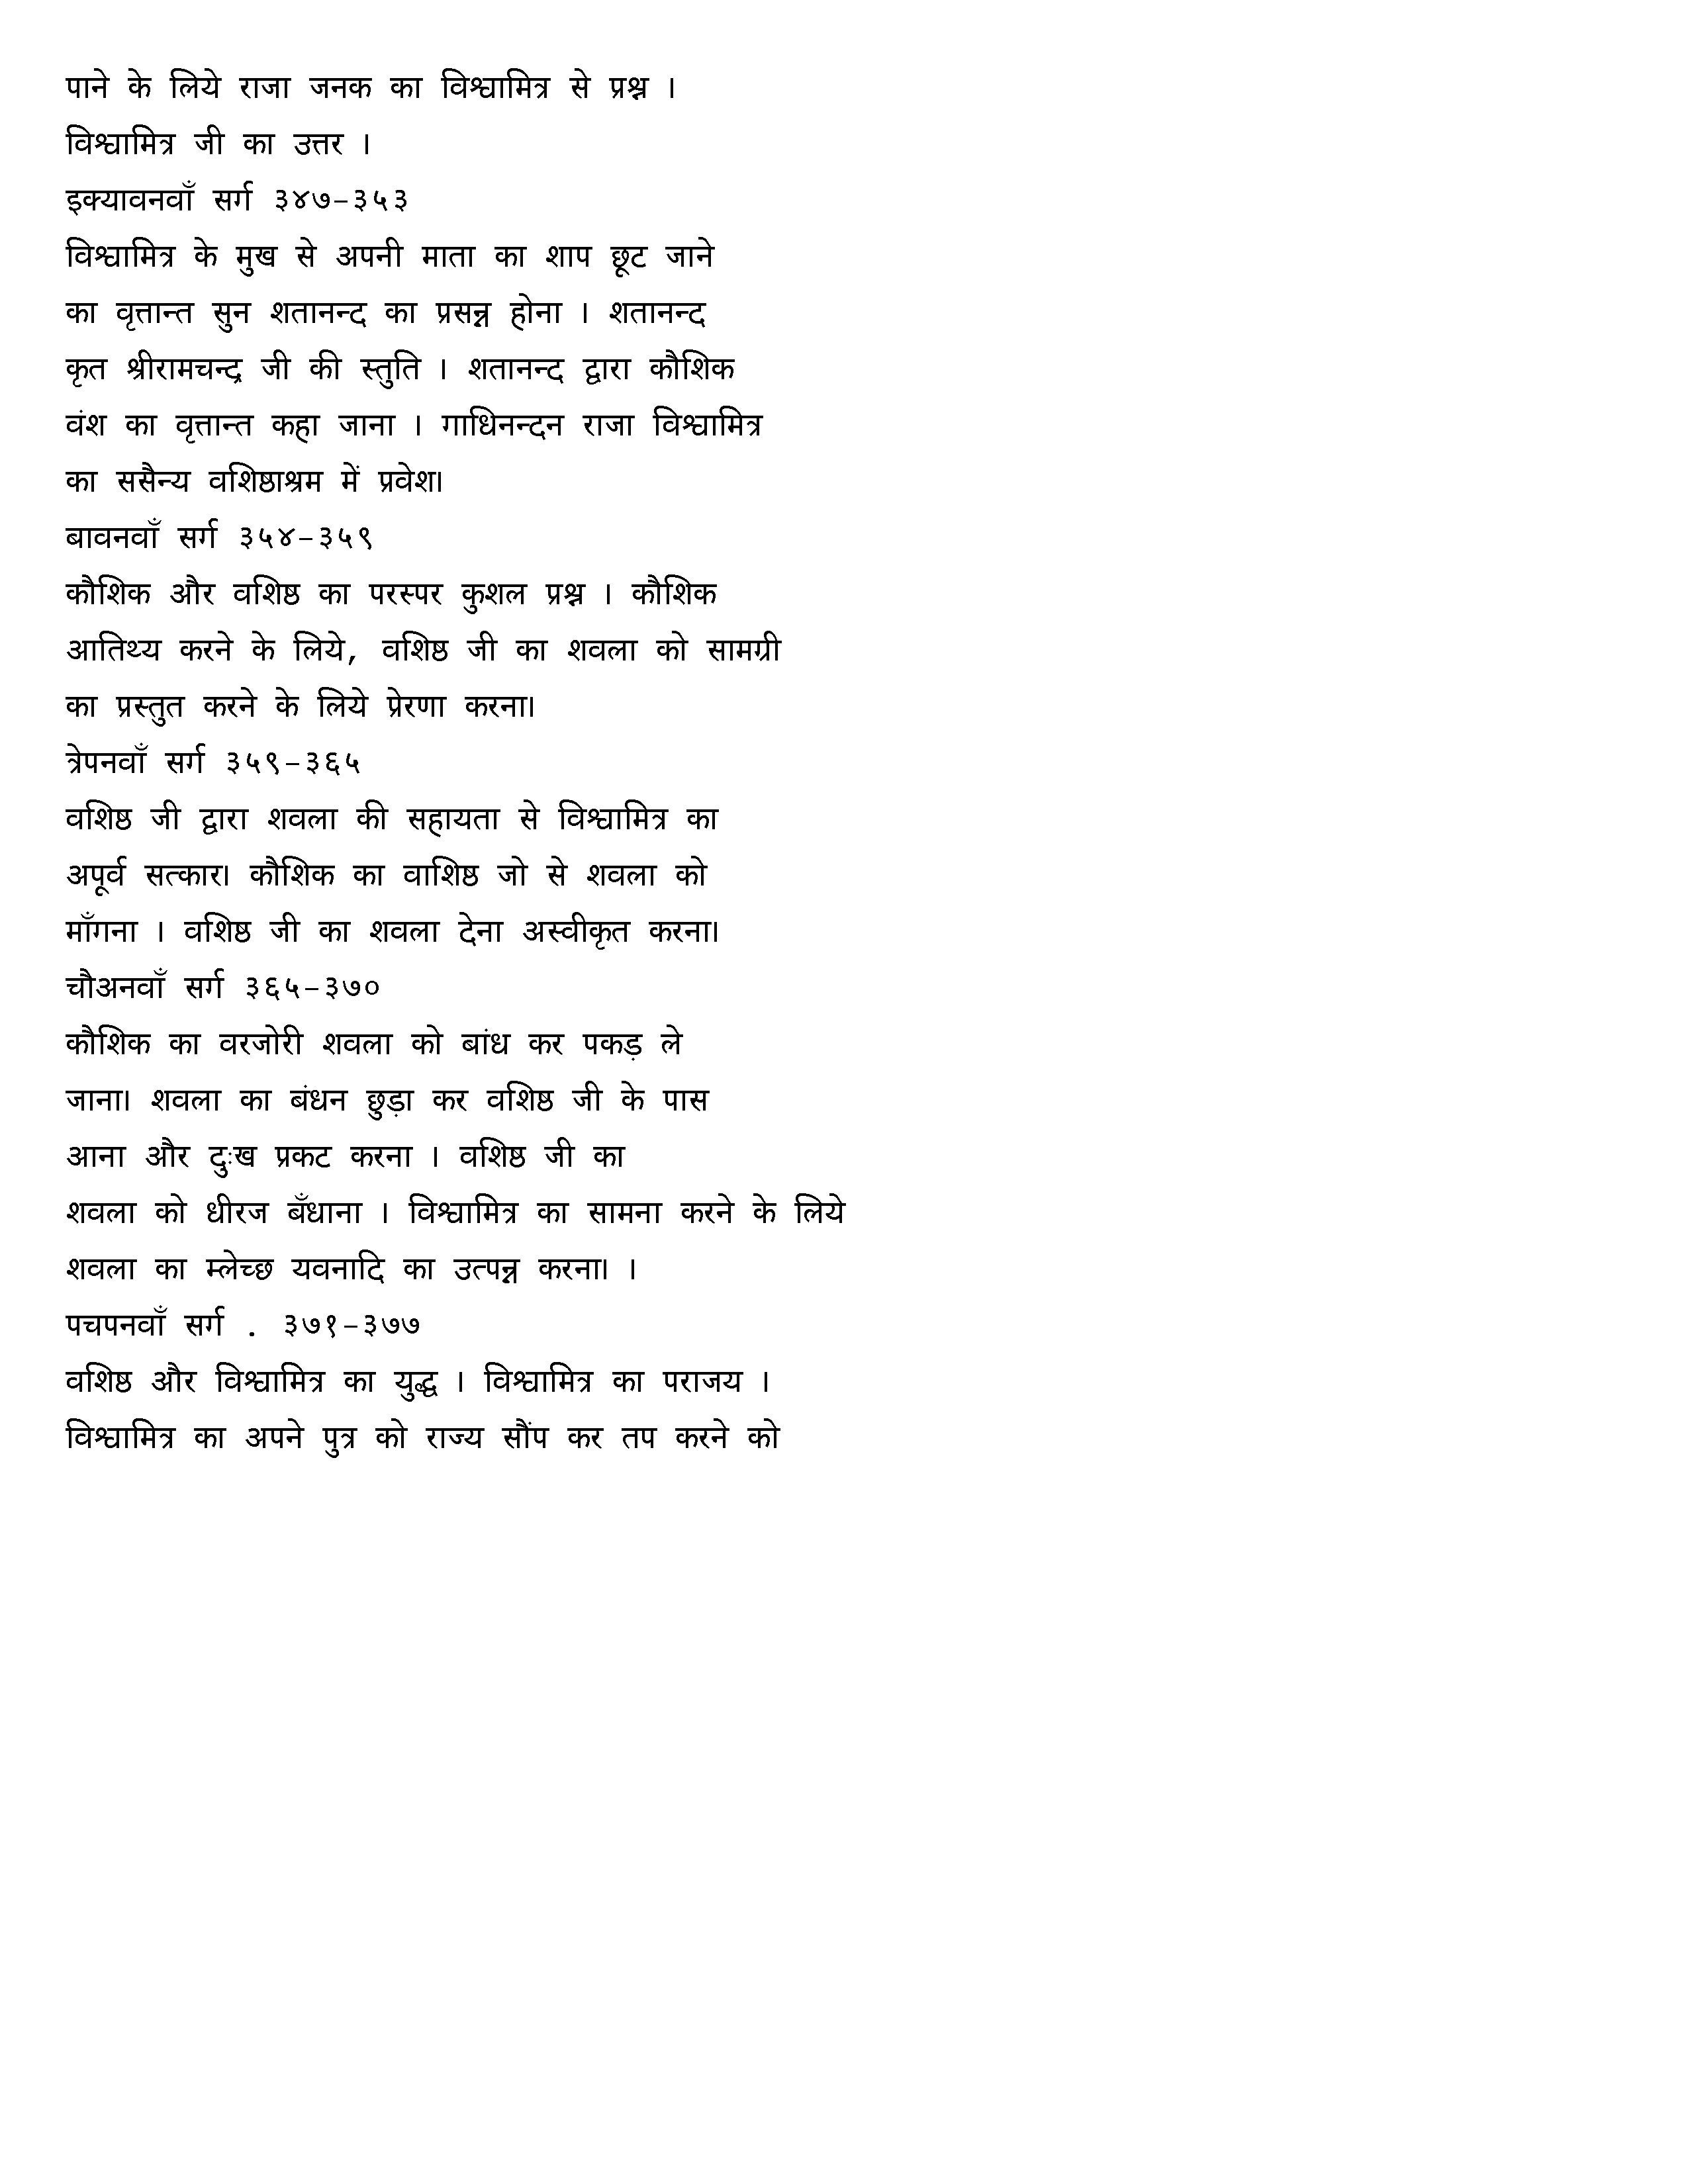 पाने के लिये राजा जनक का विश्वामित्र से प्रश्न ।
विश्वामित्र जी का उत्तर ।
इक्यावनवाँ सर्ग ३४७-३५३
विश्वामित्र के मुख से अपनी माता का शाप छूट जाने
का वृत्तान्त सुन शतानन्द का प्रसन्न होना । शतानन्द
कृत श्रीरामचन्द्र जी की स्तुति । शतानन्द द्वारा कौशिक
वंश का वृत्तान्त कहा जाना । गाधिनन्दन राजा विश्वामित्र
का ससैन्य वशिष्ठाश्रम में प्रवेश।
बावनवाँ सर्ग ३५४-३५९
कौशिक और वशिष्ठ का परस्पर कुशल प्रश्न । कौशिक
आतिथ्य करने के लिये, वशिष्ठ जी का शवला को सामग्री
का प्रस्तुत करने के लिये प्रेरणा करना।
त्रेपनवाँ सर्ग ३५९-३६५
वशिष्ठ जी द्वारा शवला की सहायता से विश्वामित्र का
अपूर्व सत्कार। कौशिक का वाशिष्ठ जो से शवला को
माँगना । वशिष्ठ जी का शवला देना अस्वीकृत करना।
चौअनवाँ सर्ग ३६५-३७०
कौशिक का वरजोरी शवला को बांध कर पकड़ ले
जाना। शवला का बंधन छुड़ा कर वशिष्ठ जी के पास
आना और दुःख प्रकट करना । वशिष्ठ जी का
शवला को धीरज बँधाना । विश्वामित्र का सामना करने के लिये
शवला का म्लेच्छ यवनादि का उत्पन्न करना। ।
पचपनवाँ सर्ग . ३७१-३७७
वशिष्ठ और विश्वामित्र का युद्ध । विश्वामित्र का पराजय ।
विश्वामित्र का अपने पुत्र को राज्य सौंप कर तप करने को